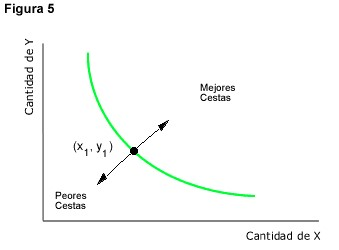 Figura 5
Cantidad de Y
Mejores
Cestas
(x1, y1)
Peores
Cestas
Cantidad de X